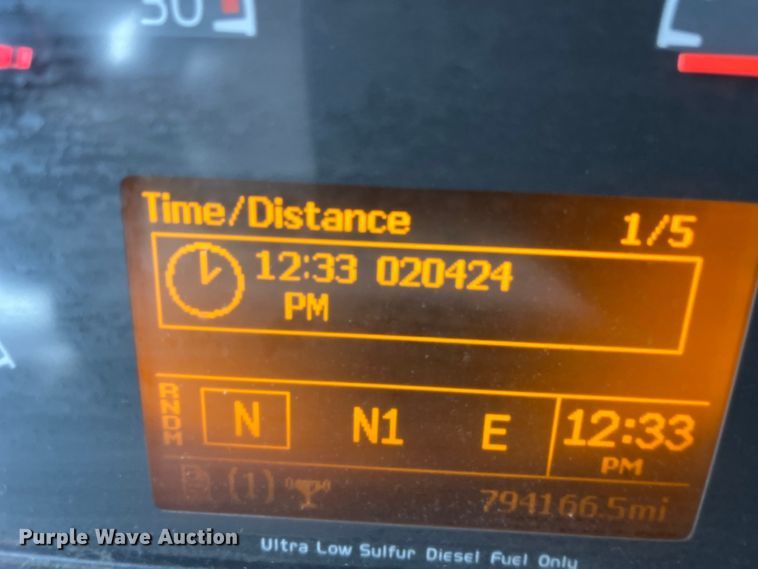 50
Time/Distance 1/5
12:33 020424
PM
RNDM N N1 E 12:33
PM
(1) 794166.5mi
Purple Wave Auction
Ultra Low Sulfur Diesel Fuel Only